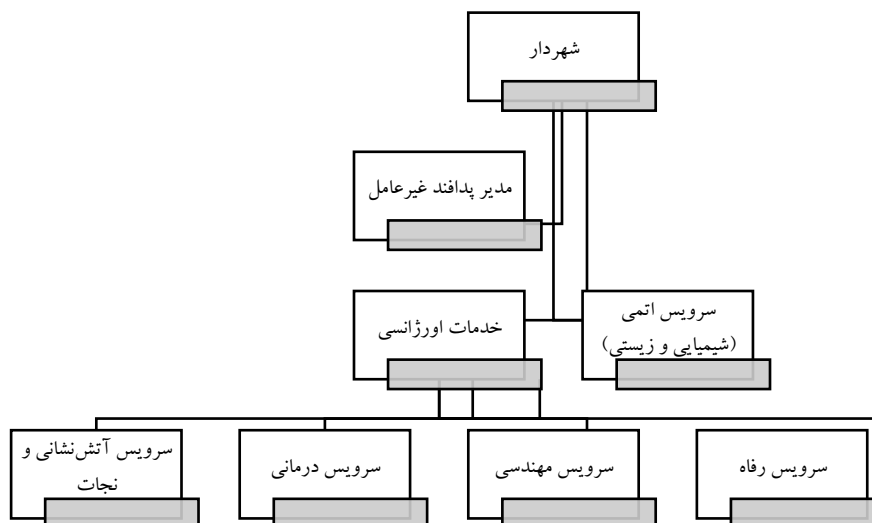 شهردار
مدیر پدافند غیرعامل
خدمات اورژانسی
سرویس اتمی
(شیمیایی و زیستی)
سرویس آتش‌نشانی و
نجات
سرویس درمانی
سرویس مهندسی
سرویس رفاه